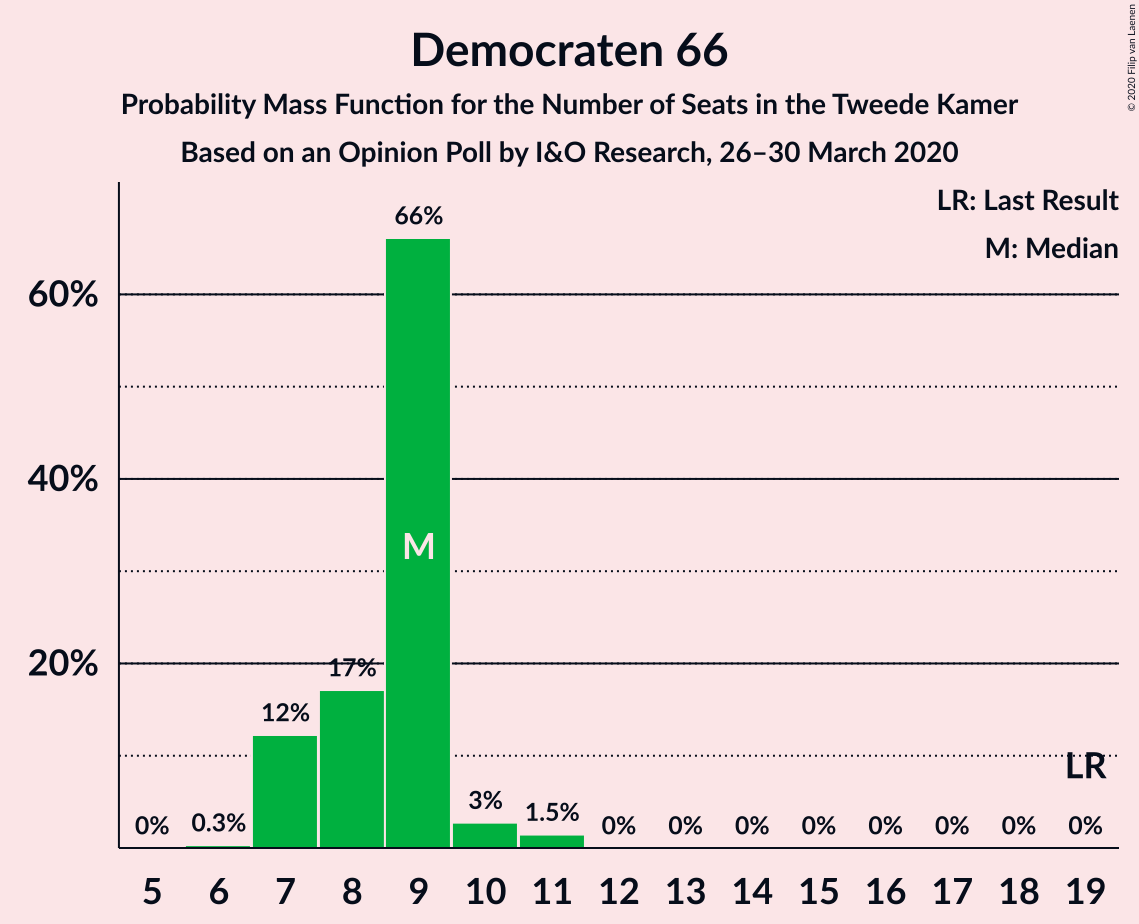 Democraten 66
Probability Mass Function for the Number of Seats in the Tweede Kamer
Based on an Opinion Poll by I&O Research, 26–30 March 2020
© 2020 Filip van Laenen
LR: Last Result
M: Median
66%
60%
M
40%
20%
17%
12%
LR
0% 0.3% 3% 1.5% 0% 0% 0% 0% 0% 0% 0% 0%
5 6 7 8 9 10 11 12 13 14 15 16 17 18 19